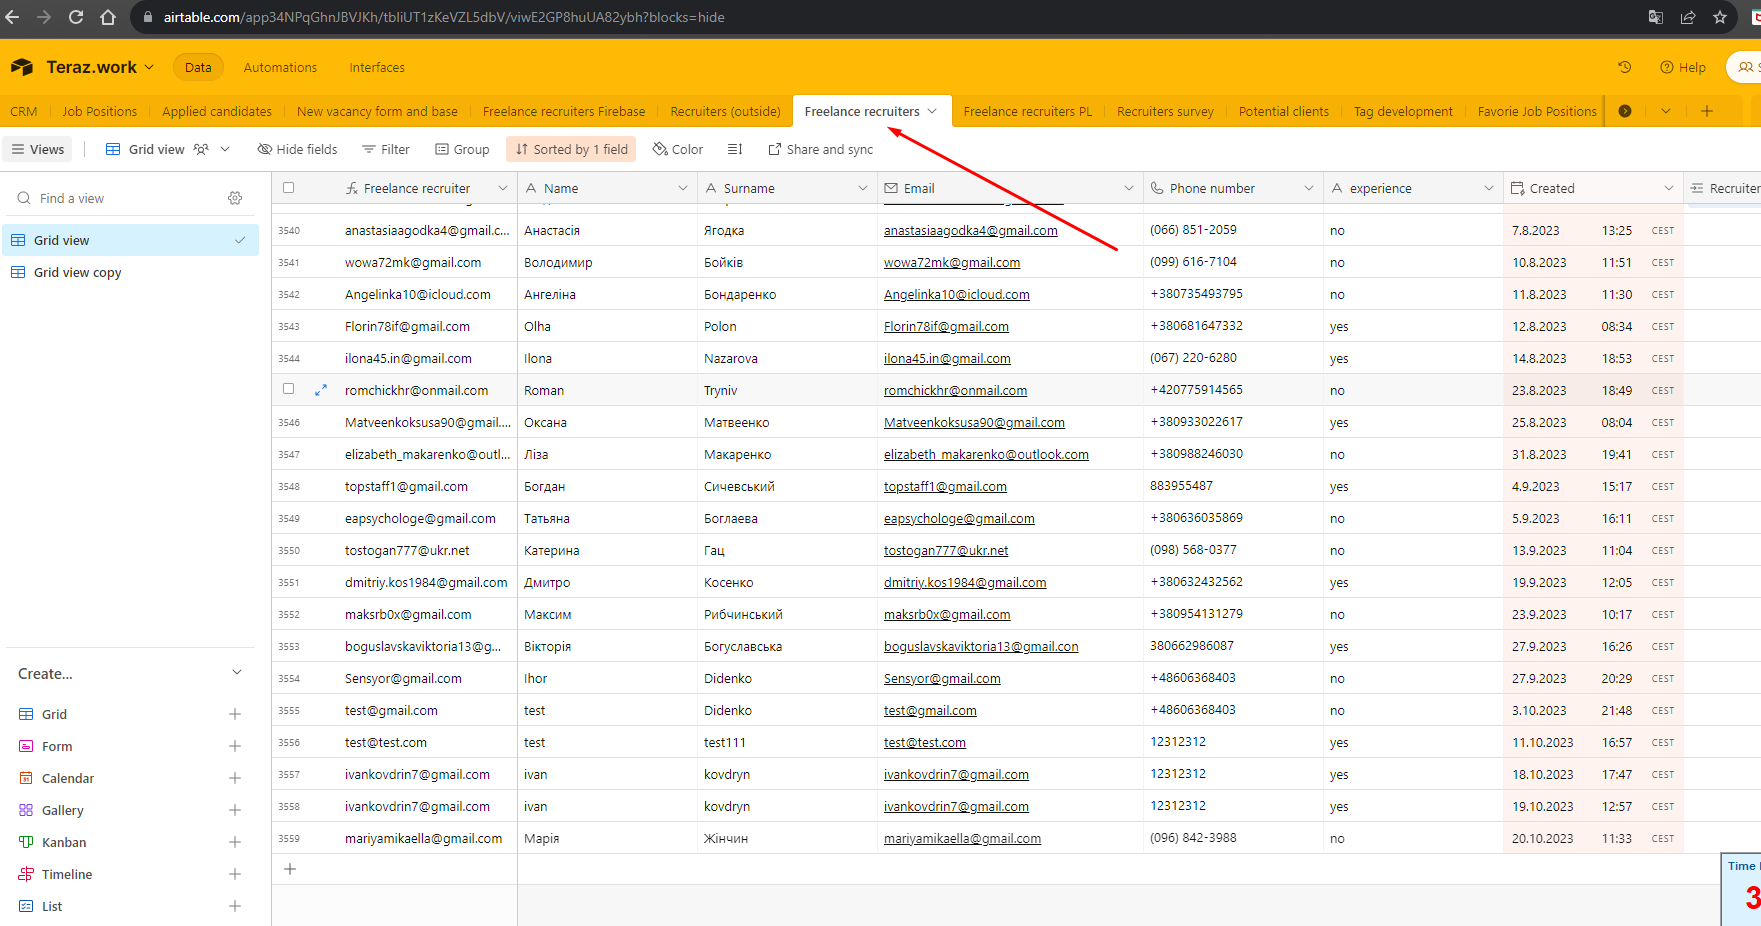 airtable.com/app34NPqGhnJBVJKh/tbliUT1zKeVZL5dbV/viwE2GP8huUA82ybh?blocks=hide
Teraz.work Data Automations Interfaces Help
CRM Job Positions Applied candidates New vacancy form and base Freelance recruiters Firebase Recruiters (outside) Freelance recruiters Freelance recruiters PL Recruiters survey Potential clients Tag development Favorie Job Positions
Views Grid view Hide fields Filter Group Sorted by 1 field Color Share and sync
Find a view
Grid view
Grid view copy
Create...
Grid
Form
Calendar
Gallery
Kanban
Timeline
List
Freelance recruiter Name Surname Email Phone number experience Created Recruiter
3540 anastasiaagodka4@gmail.c... Анастасія Ягодка anastasiaagodka4@gmail.com (066) 851-2059 no 7.8.2023 13:25 CEST
3541 wowa72mk@gmail.com Володимир Бойків wowa72mk@gmail.com (099) 616-7104 no 10.8.2023 11:51 CEST
3542 Angelinka10@icloud.com Ангеліна Бондаренко Angelinka10@icloud.com +380735493795 no 11.8.2023 11:30 CEST
3543 Florin78if@gmail.com Olha Polon Florin78if@gmail.com +380681647332 yes 12.8.2023 08:34 CEST
3544 ilona45.in@gmail.com Ilona Nazarova ilona45.in@gmail.com (067) 220-6280 yes 14.8.2023 18:53 CEST
romchickhr@onmail.com Roman Tryniv romchickhr@onmail.com +420775914565 no 23.8.2023 18:49 CEST
3546 Matveenkoksusa90@gmail.... Оксана Матвеенко Matveenkoksusa90@gmail.com +380933022617 yes 25.8.2023 08:04 CEST
3547 elizabeth_makarenko@outl... Ліза Макаренко elizabeth_makarenko@outlook.com +380988246030 no 31.8.2023 19:41 CEST
3548 topstaff1@gmail.com Богдан Сичевський topstaff1@gmail.com 883955487 yes 4.9.2023 15:17 CEST
3549 eapsychologe@gmail.com Татьяна Боглаева eapsychologe@gmail.com +380636035869 no 5.9.2023 16:11 CEST
3550 tostogan777@ukr.net Катерина Гац tostogan777@ukr.net (098) 568-0377 no 13.9.2023 11:04 CEST
3551 dmitriy.kos1984@gmail.com Дмитро Косенко dmitriy.kos1984@gmail.com +380632432562 yes 19.9.2023 12:05 CEST
3552 maksrb0x@gmail.com Максим Рибчинський maksrb0x@gmail.com +380954131279 no 23.9.2023 10:17 CEST
3553 boguslavskaviktoria13@g... Вікторія Богуславська boguslavskaviktoria13@gmail.con 380662986087 yes 27.9.2023 16:26 CEST
3554 Sensyor@gmail.com Ihor Didenko Sensyor@gmail.com +48606368403 no 27.9.2023 20:29 CEST
3555 test@gmail.com test Didenko test@gmail.com +48606368403 no 3.10.2023 21:48 CEST
3556 test@test.com test test111 test@test.com 12312312 yes 11.10.2023 16:57 CEST
3557 ivankovdrin7@gmail.com ivan kovdryn ivankovdrin7@gmail.com 12312312 yes 18.10.2023 17:47 CEST
3558 ivankovdrin7@gmail.com ivan kovdryn ivankovdrin7@gmail.com 12312312 yes 19.10.2023 12:57 CEST
3559 mariyamikaella@gmail.com Марія Жінчин mariyamikaella@gmail.com (096) 842-3988 no 20.10.2023 11:33 CEST
Time
3